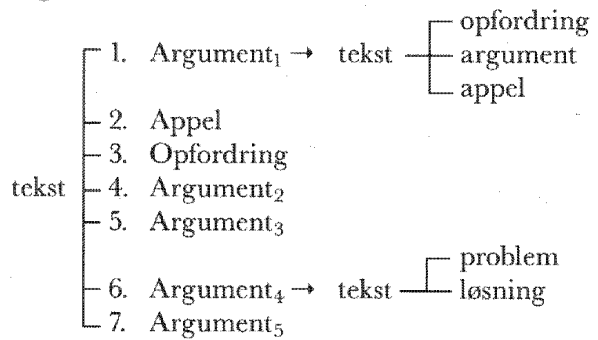 opfordring
1. Argument₁ → tekst argument
appel
2. Appel
3. Opfordring
tekst 4. Argument₂
5. Argument₃
problem
6. Argument₄ → tekst løsning
7. Argument₅